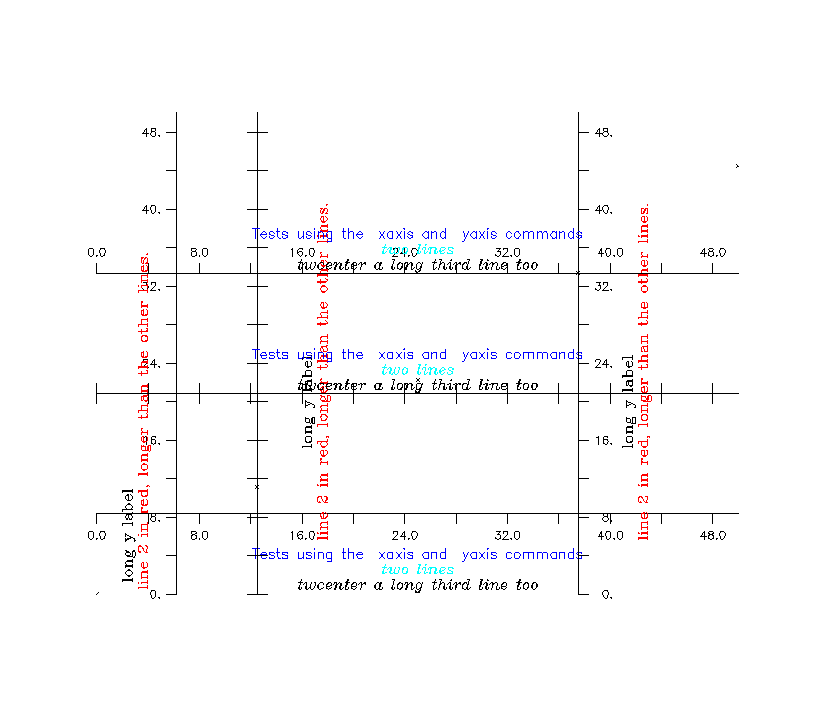 48.
48.
40.
40.
Tests using the  xaxis and  yaxis commands
two lines
0.0 8.0 16.0 24.0 32.0 40.0 48.0
twcenter a long third line too
32.
32.
24.
24.
Tests using the  xaxis and  yaxis commands
two lines
twcenter a long third line too
16.
16.
8.
8.
0.0 8.0 16.0 24.0 32.0 40.0 48.0
Tests using the  xaxis and  yaxis commands
two lines
twcenter a long third line too
0.
0.
long y label
line 2 in red, longer than the other lines.
long y label
line 2 in red, longer than the other lines.
long y label
line 2 in red, longer than the other lines.